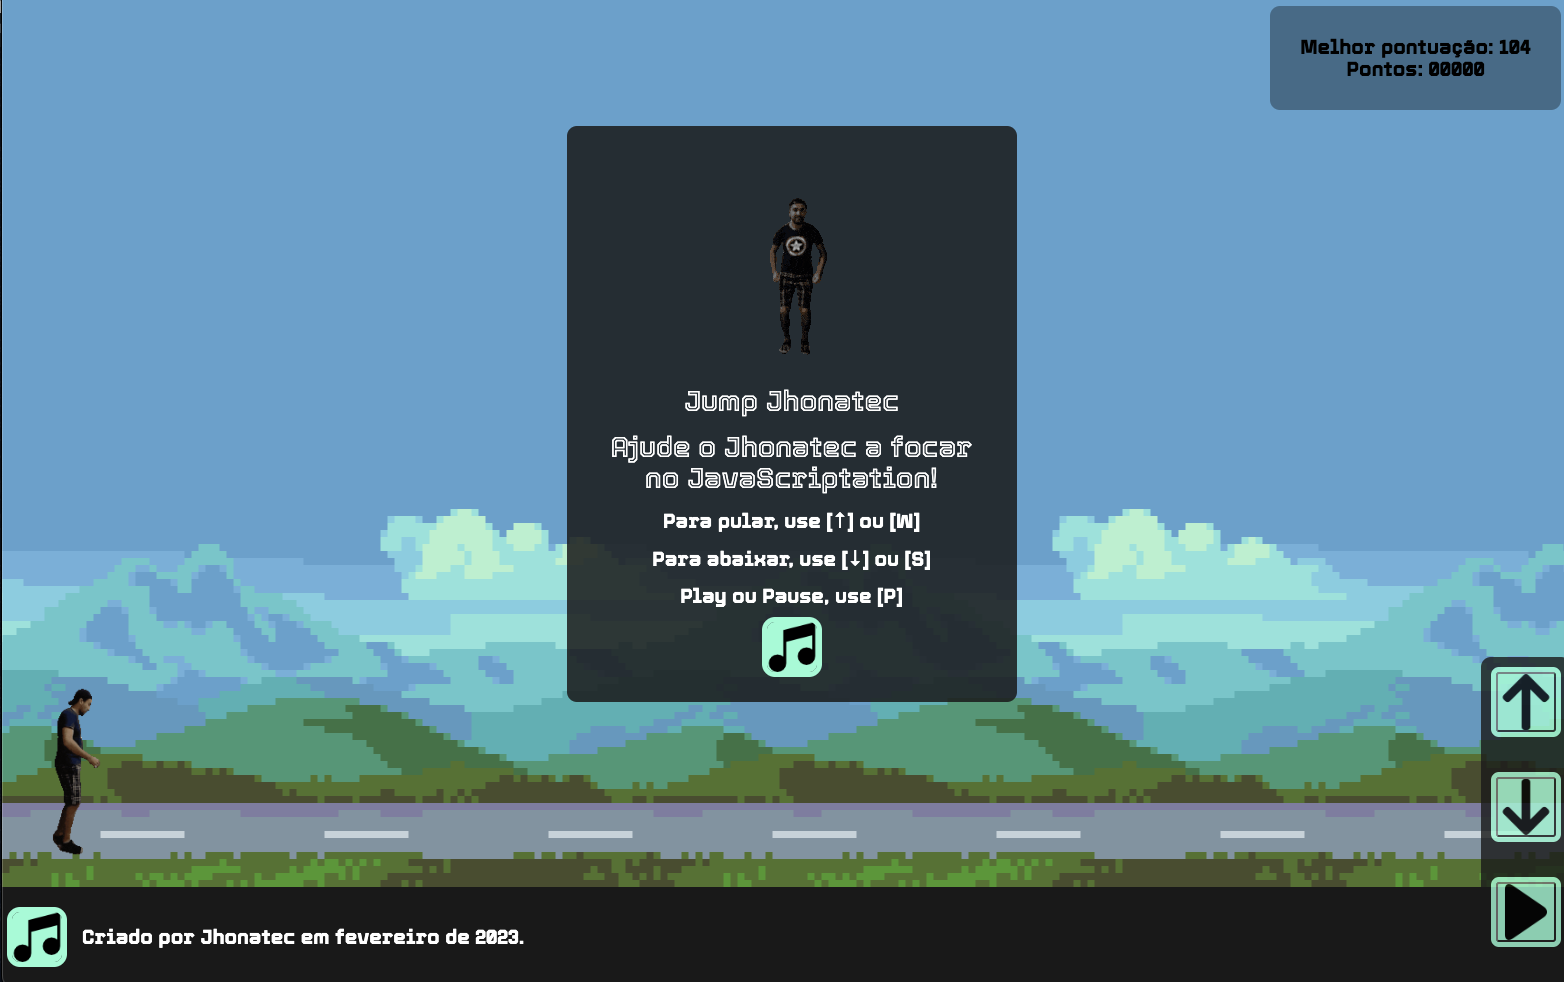 Melhor pontuação: 104
Pontos: 00000
Jump Jhonatec
Ajude o Jhonatec a focar
no JavaScriptation!
Para pular, use [↑] ou [W]
Para abaixar, use [↓] ou [S]
Play ou Pause, use [P]
Criado por Jhonatec em fevereiro de 2023.